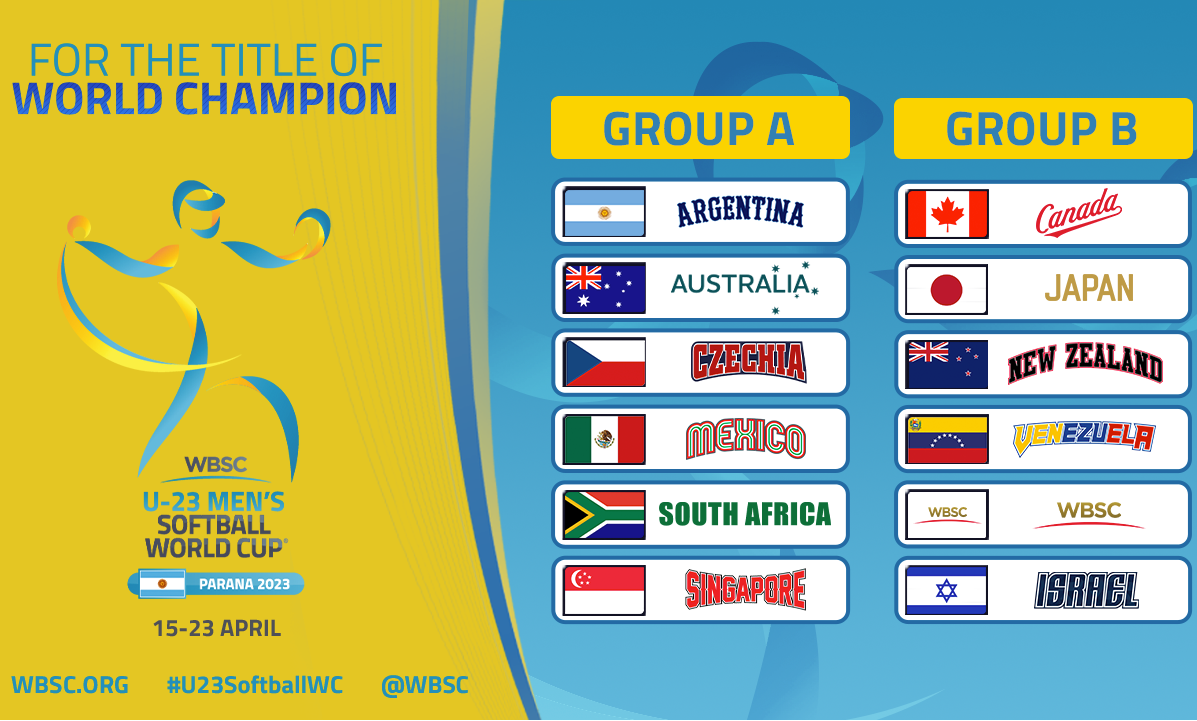 FOR THE TITLE OF
WORLD CHAMPION
WBSC
U-23 MEN'S
SOFTBALL
WORLD CUP®
PARANA 2023
15-23 APRIL
WBSC.ORG #U23SoftballWC @WBSC
GROUP A
ARGENTINA
AUSTRALIA
CZECHIA
MEXICO
SOUTH AFRICA
SINGAPORE
GROUP B
Canada
JAPAN
NEW ZEALAND
VENEZUELA
WBSC WBSC
ISRAEL